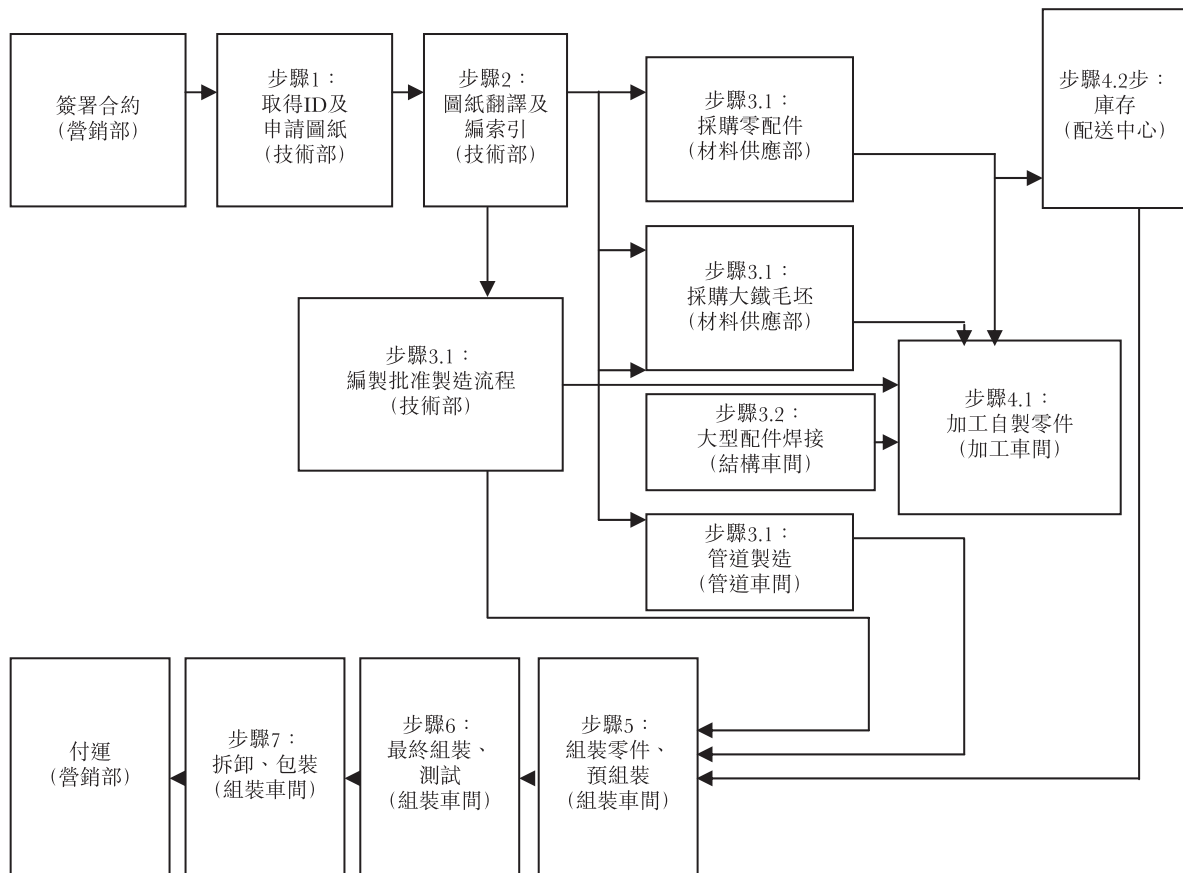 簽署合約
(營銷部)
步驟1：
取得ID及
申請圖紙
(技術部)
步驟2：
圖紙翻譯及
編索引
(技術部)
步驟3.1：
採購零配件
(材料供應部)
步驟4.2步：
庫存
(配送中心)
步驟3.1：
採購大鐵毛坯
(材料供應部)
步驟3.1：
編製批准製造流程
(技術部)
步驟3.2：
大型配件焊接
(結構車間)
步驟4.1：
加工自製零件
(加工車間)
步驟3.1：
管道製造
(管道車間)
付運
(營銷部)
步驟7：
拆卸、包裝
(組裝車間)
步驟6：
最終組裝、
測試
(組裝車間)
步驟5：
組裝零件、
預組裝
(組裝車間)